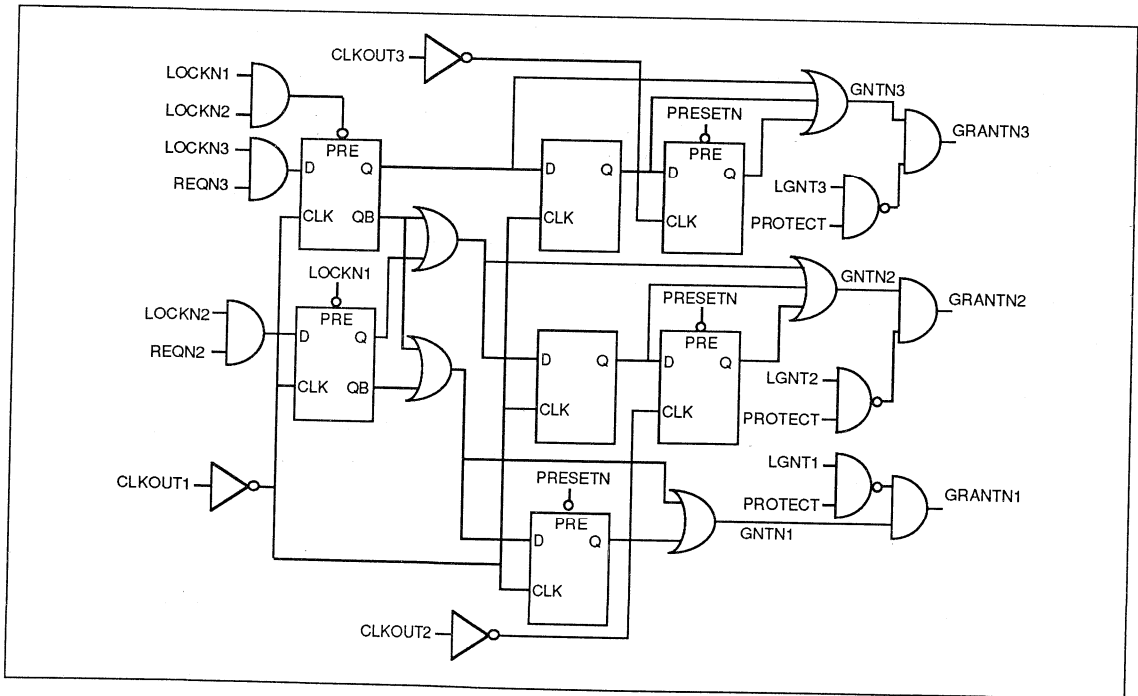 CLKOUT3
LOCKN1
LOCKN2
LOCKN3
REQN3
PRE
D
Q
CLK
QB
D
Q
CLK
PRESETN
PRE
D
Q
CLK
GNTN3
GRANTN3
LGNT3
PROTECT
LOCKN1
PRE
LOCKN2
REQN2
D
Q
CLK
QB
D
Q
CLK
PRESETN
PRE
D
Q
CLK
GNTN2
GRANTN2
LGNT2
PROTECT
CLKOUT1
PRESETN
PRE
D
Q
CLK
LGNT1
PROTECT
GNTN1
GRANTN1
CLKOUT2